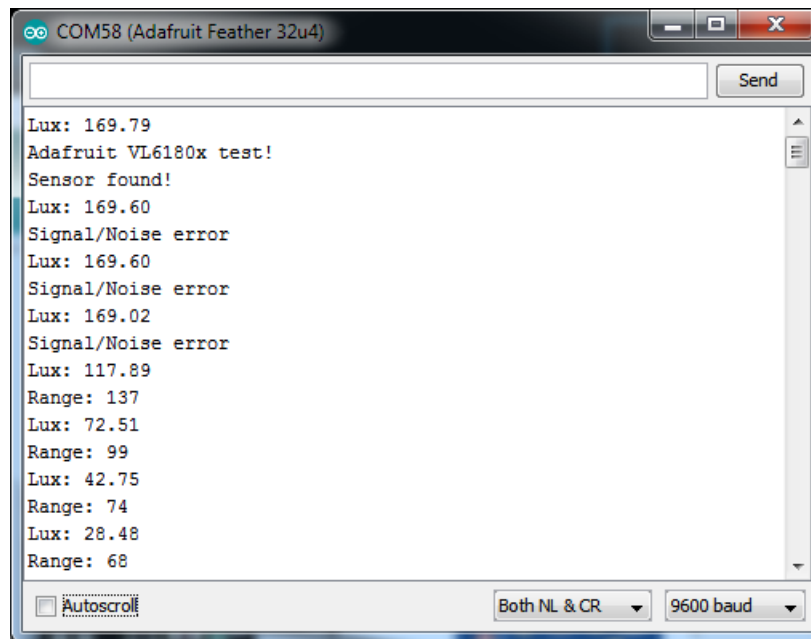 COM58 (Adafruit Feather 32u4)
Send
Lux: 169.79
Adafruit VL6180x test!
Sensor found!
Lux: 169.60
Signal/Noise error
Lux: 169.60
Signal/Noise error
Lux: 169.02
Signal/Noise error
Lux: 117.89
Range: 137
Lux: 72.51
Range: 99
Lux: 42.75
Range: 74
Lux: 28.48
Range: 68
Autoscroll Both NL & CR 9600 baud